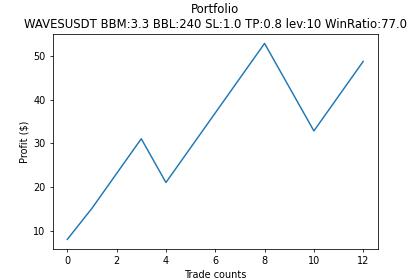 Portfolio
WAVESUSDT BBM:3.3 BBL:240 SL:1.0 TP:0.8 lev:10 WinRatio:77.0
50
40
30
20
10
Profit ($)
0 2 4 6 8 10 12
Trade counts